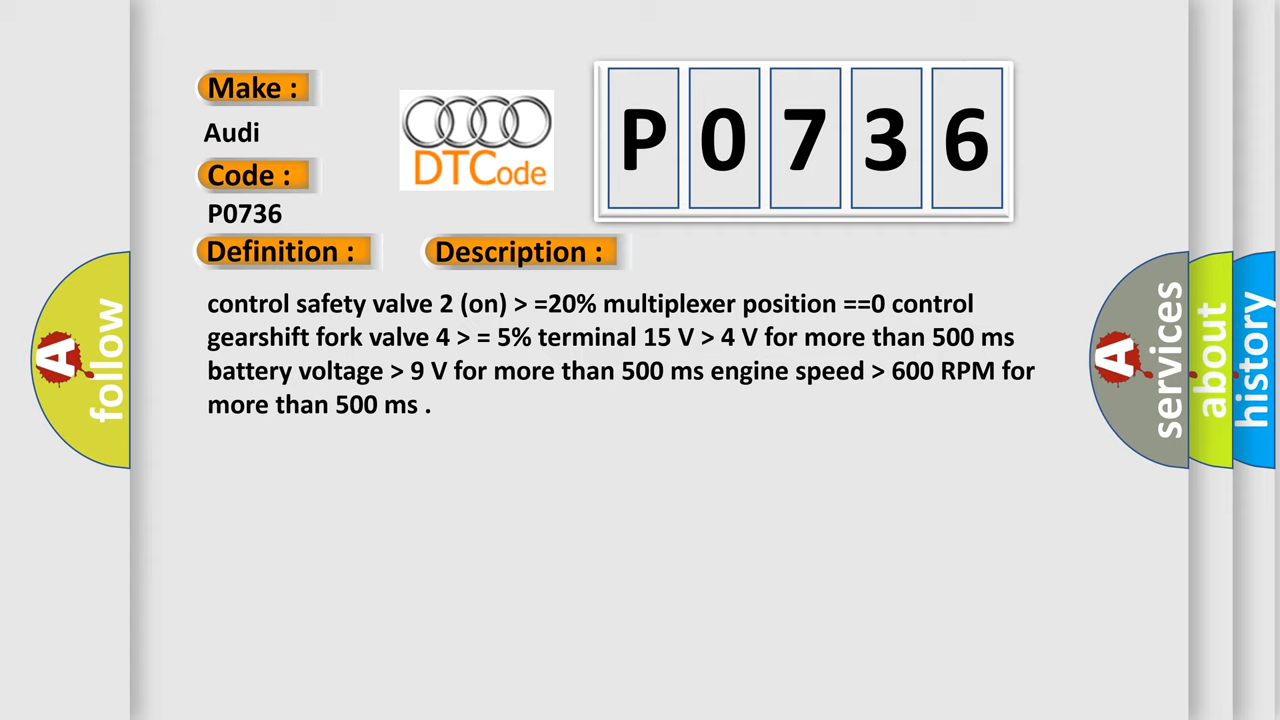 Make :
Audi
Code :
P0736
DTCode
P0736
Definition :
Description :
control safety valve 2 (on) > =20% multiplexer position ==0 control
gearshift fork valve 4 > = 5% terminal 15 V > 4 V for more than 500 ms
battery voltage > 9 V for more than 500 ms engine speed > 600 RPM for
more than 500 ms .
A follow
A services
about
history